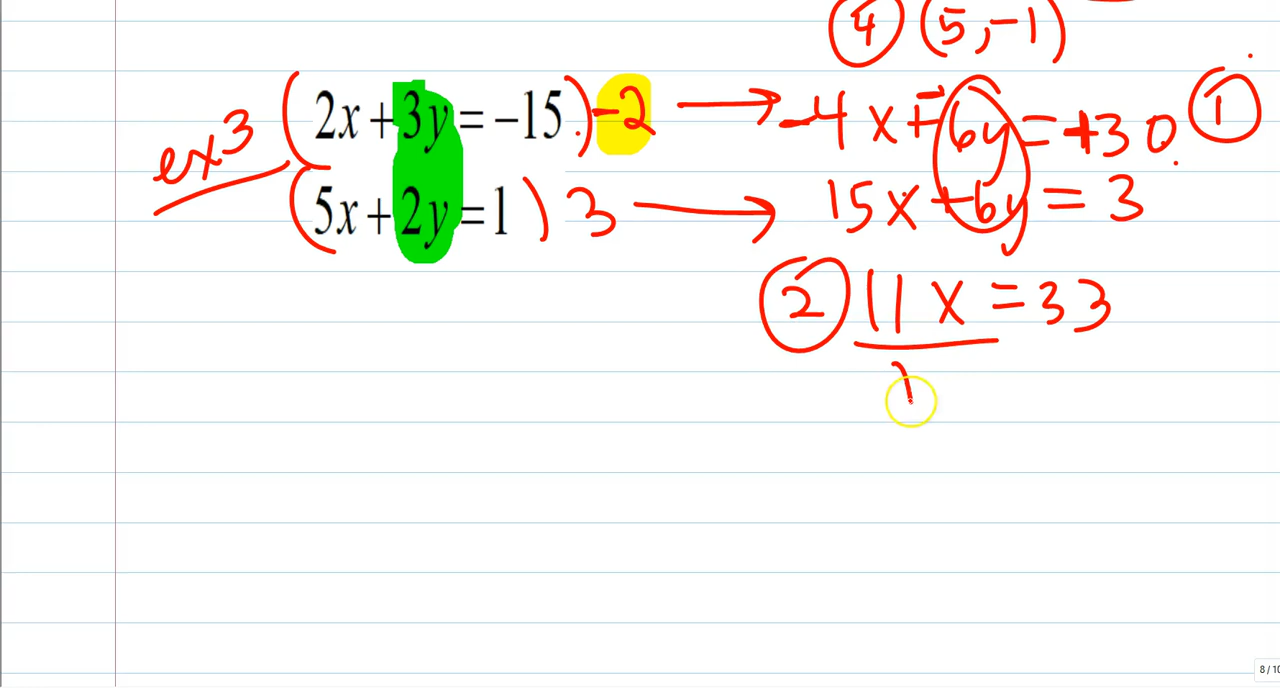 ④ (5, -1)
ex3 (2x + 3y = -15) -2 → -4x + -6y = +30 ①
(5x + 2y = 1) 3 → 15x + 6y = 3
② 11x = 33
1
8 / 10